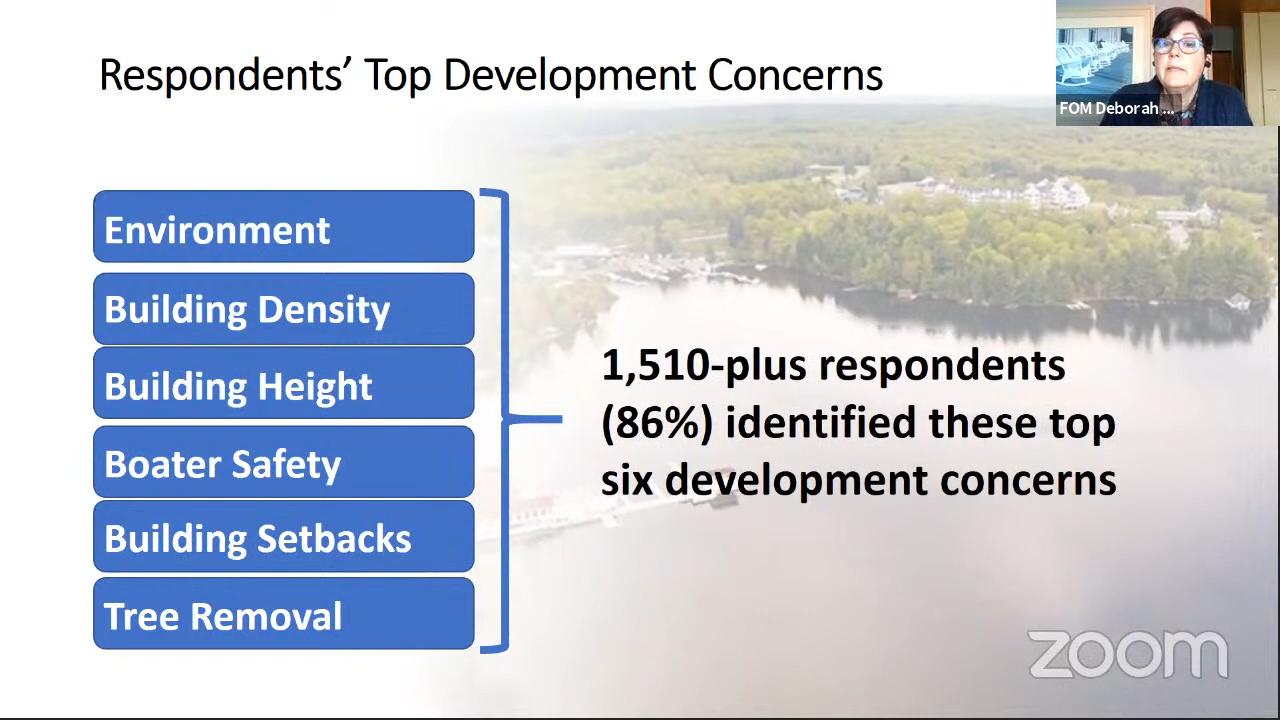 Respondents’ Top Development Concerns
FOM Deborah ...
Environment
Building Density
Building Height
Boater Safety
Building Setbacks
Tree Removal
1,510-plus respondents
(86%) identified these top
six development concerns
zoom